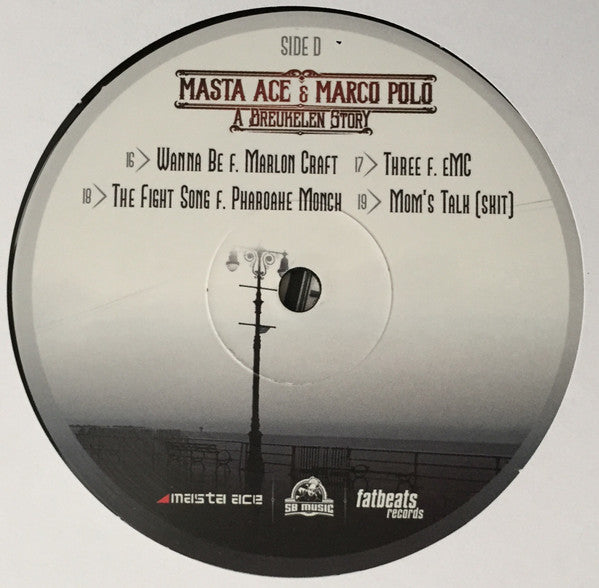 SIDE D
MASTA ACE & MARCO POLO
A BREUKELEN STORY
16> WANNA BE F. MARLON CRAFT 17> THREE F. EMC
18> THE FIGHT SONG F. PHAROAHE MONCH 19> MOM'S TALK (SKIT)
masta ace SB MUSIC fatbeats
records